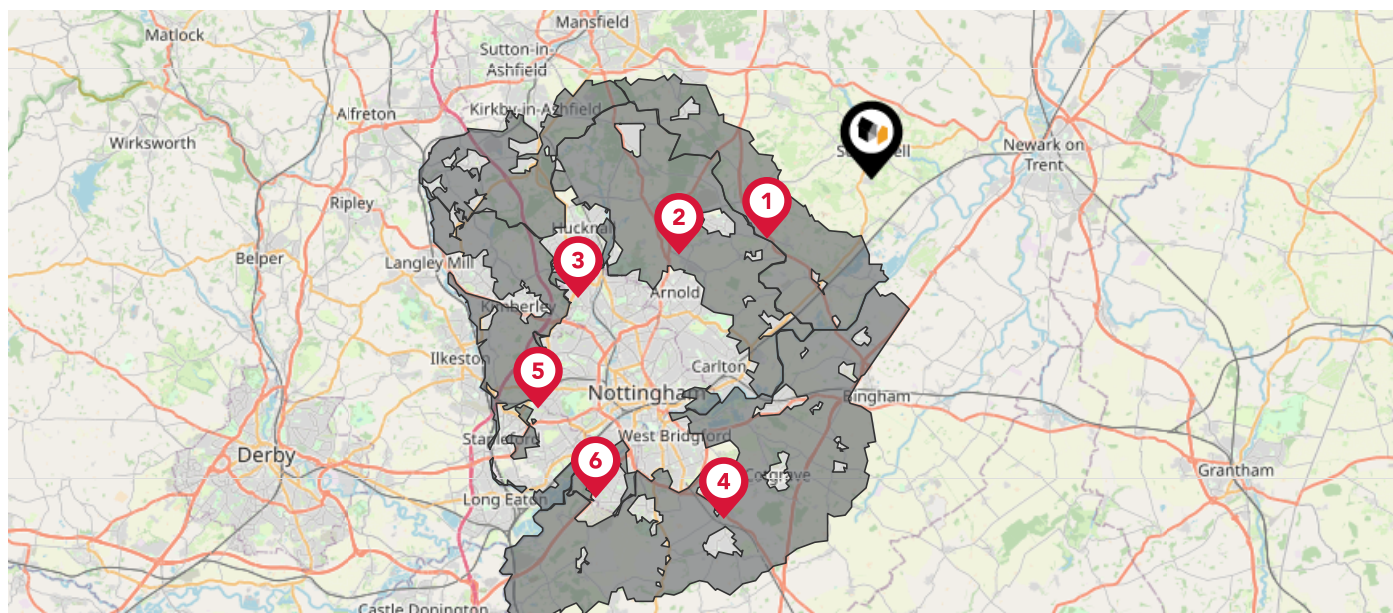 Mansfield
Matlock
Sutton-in-
Ashfield
Kirkby-in-Ashfield
Alfreton
Wirksworth
Newark on
Trent
Ripley
1
2
Hucknall
Belper
Langley Mill
3
Arnold
Kimberley
Ilkeston
5
Carlton
Nottingham
Bingham
Stapleford
West Bridgford
Derby
6
Cotgrave
4
Grantham
Long Eaton
Castle Donington